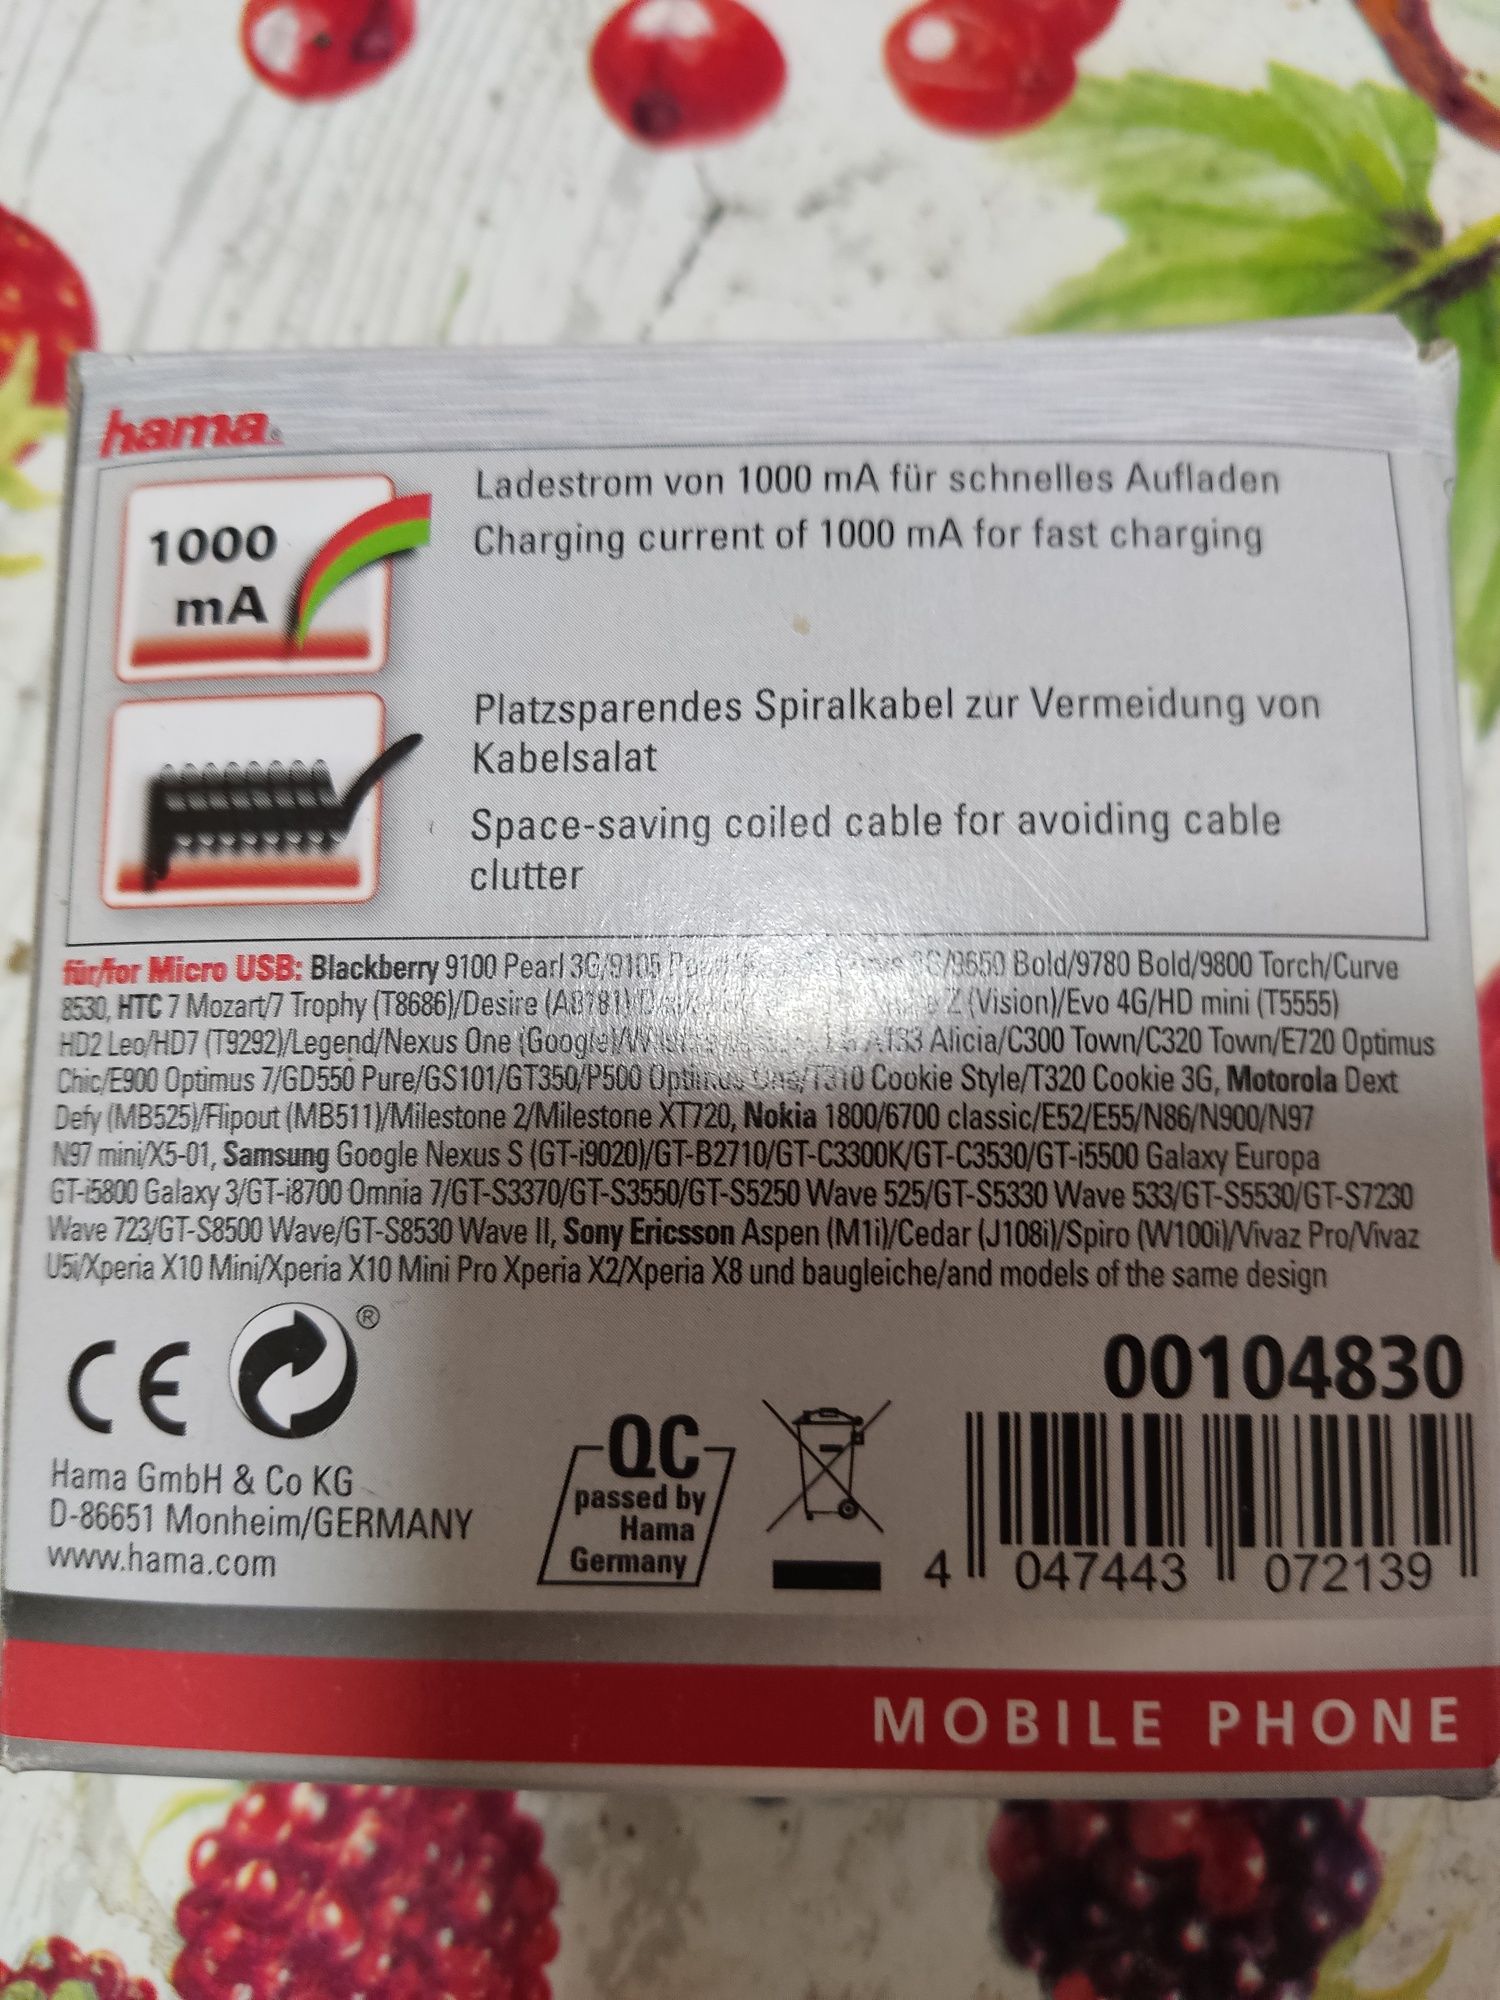 hama®
1000
mA
Ladestrom von 1000 mA für schnelles Aufladen
Charging current of 1000 mA for fast charging
Platzsparendes Spiralkabel zur Vermeidung von
Kabelsalat
Space-saving coiled cable for avoiding cable
clutter
für/for Micro USB: Blackberry 9100 Pearl 3G/9105 3G/9650 Bold/9780 Bold/9800 Torch/Curve
8530, HTC 7 Mozart/7 Trophy (T8686)/Desire Z (Vision)/Evo 4G/HD mini (T5555)
HD2 Leo/HD7 (T9292)/Legend/Nexus One (Google) Alicia/C300 Town/C320 Town/E720 Optimus
Chic/E900 Optimus 7/GD550 Pure/GS101/GT350/P500 Optimus One/T310 Cookie Style/T320 Cookie 3G, Motorola Dext
Defy (MB525)/Flipout (MB511)/Milestone 2/Milestone XT720, Nokia 1800/6700 classic/E52/E55/N86/N900/N97
N97 mini/X5-01, Samsung Google Nexus S (GT-i9020)/GT-B2710/GT-C3300K/GT-C3530/GT-i5500 Galaxy Europa
GT-i5800 Galaxy 3/GT-i8700 Omnia 7/GT-S3370/GT-S3550/GT-S5250 Wave 525/GT-S5330 Wave 533/GT-S5530/GT-S7230
Wave 723/GT-S8500 Wave/GT-S8530 Wave II, Sony Ericsson Aspen (M1i)/Cedar (J108i)/Spiro (W100i)/Vivaz Pro/Vivaz
U5i/Xperia X10 Mini/Xperia X10 Mini Pro Xperia X2/Xperia X8 und baugleiche/and models of the same design
CE ®
00104830
Hama GmbH & Co KG
D-86651 Monheim/GERMANY
www.hama.com
QC
passed by
Hama
Germany
4 047443 072139
MOBILE PHONE